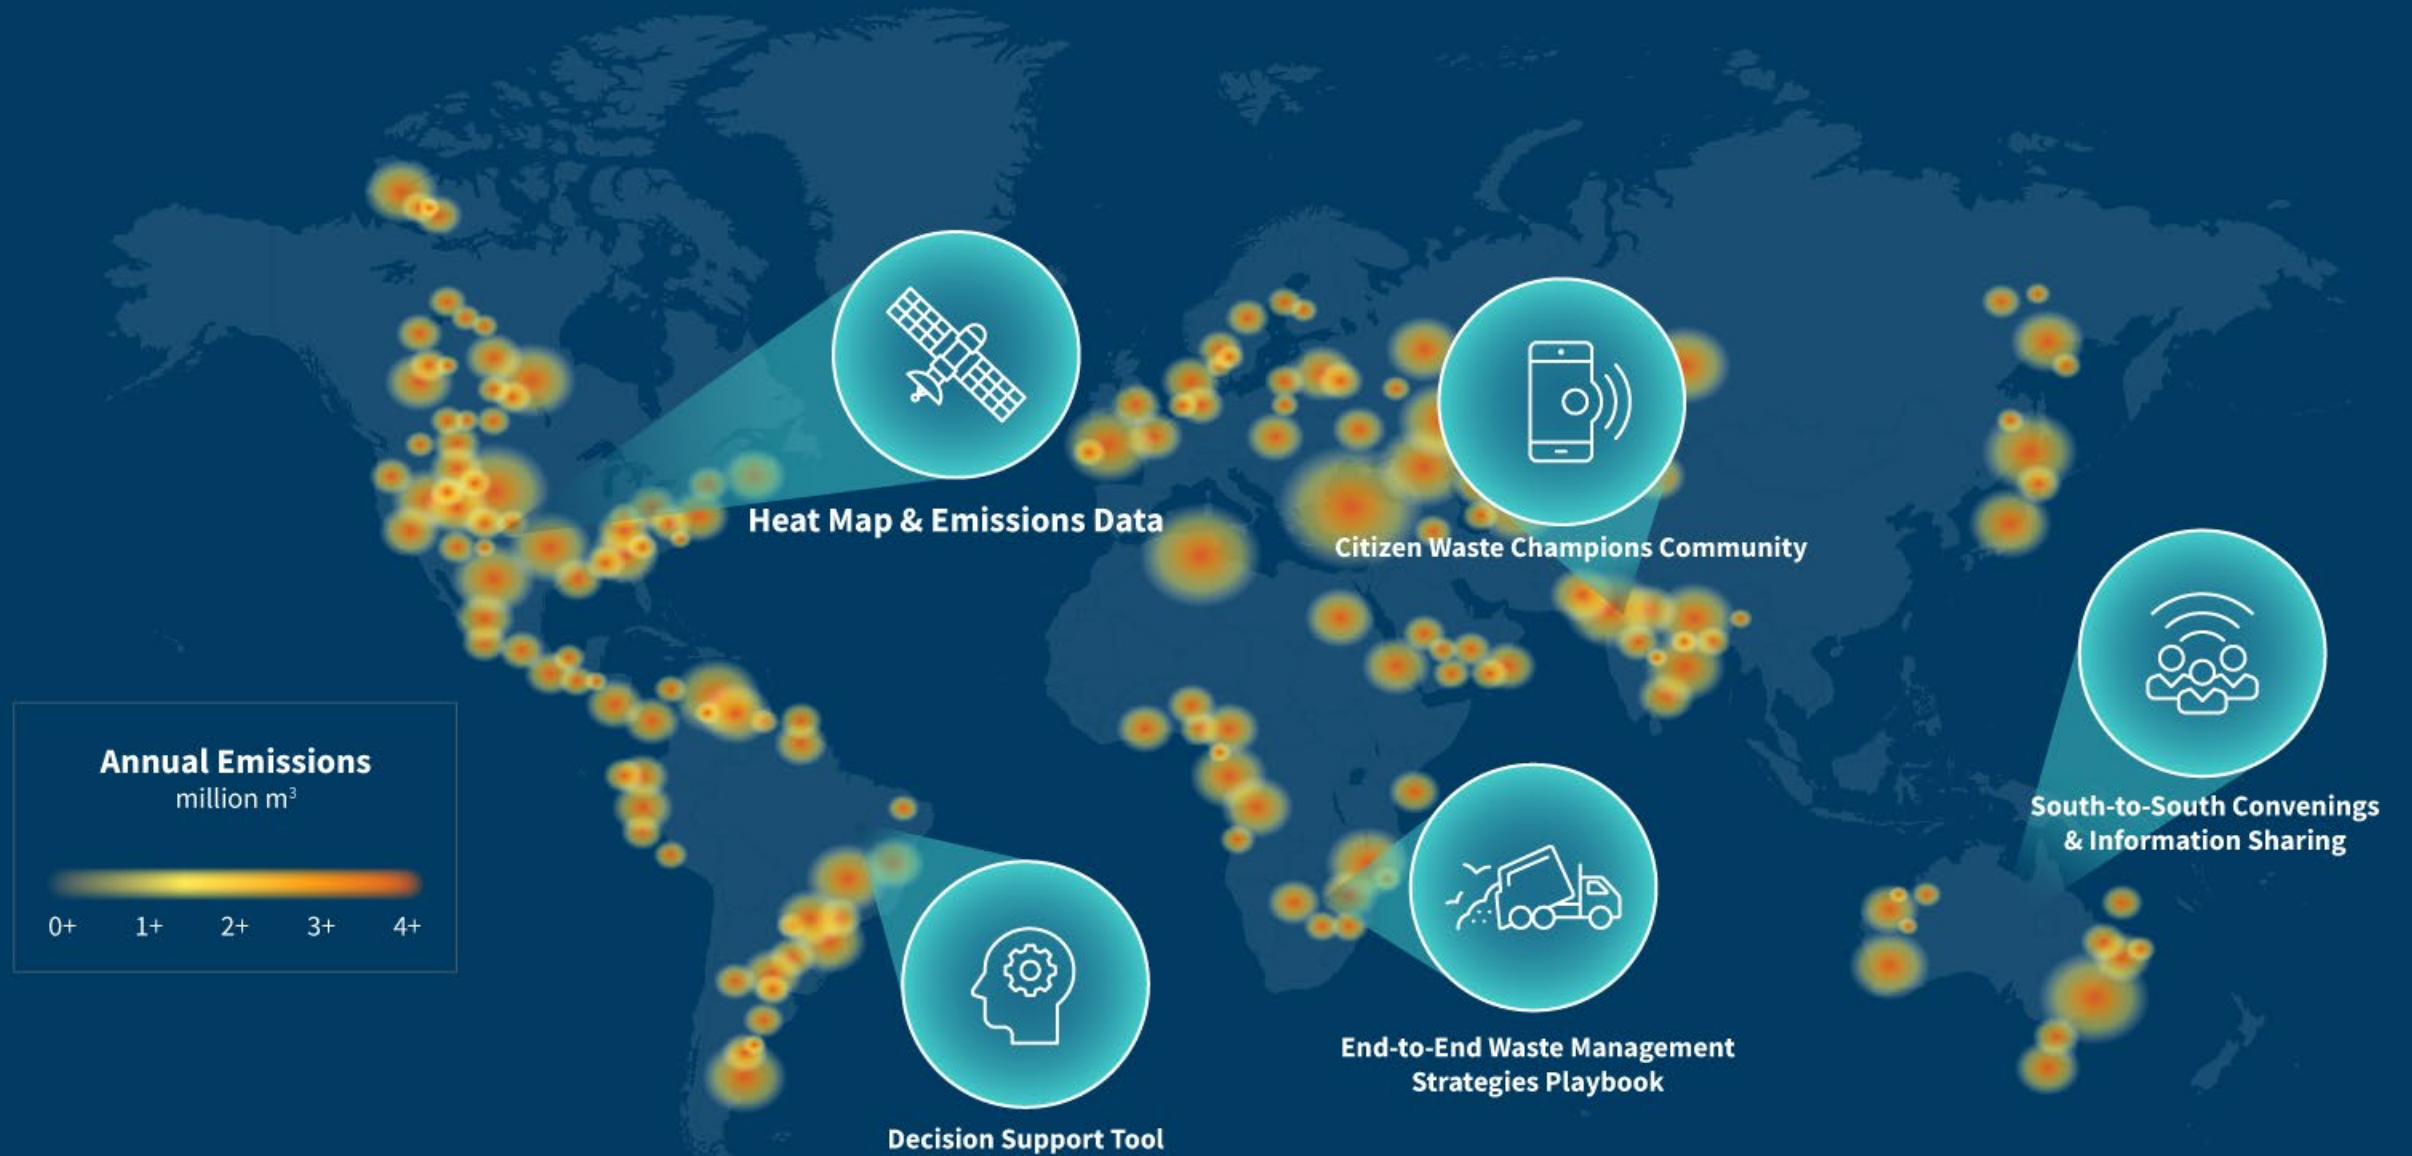 Heat Map & Emissions Data
Citizen Waste Champions Community
Annual Emissions
million m³
0+ 1+ 2+ 3+ 4+
South-to-South Convenings
& Information Sharing
End-to-End Waste Management
Strategies Playbook
Decision Support Tool